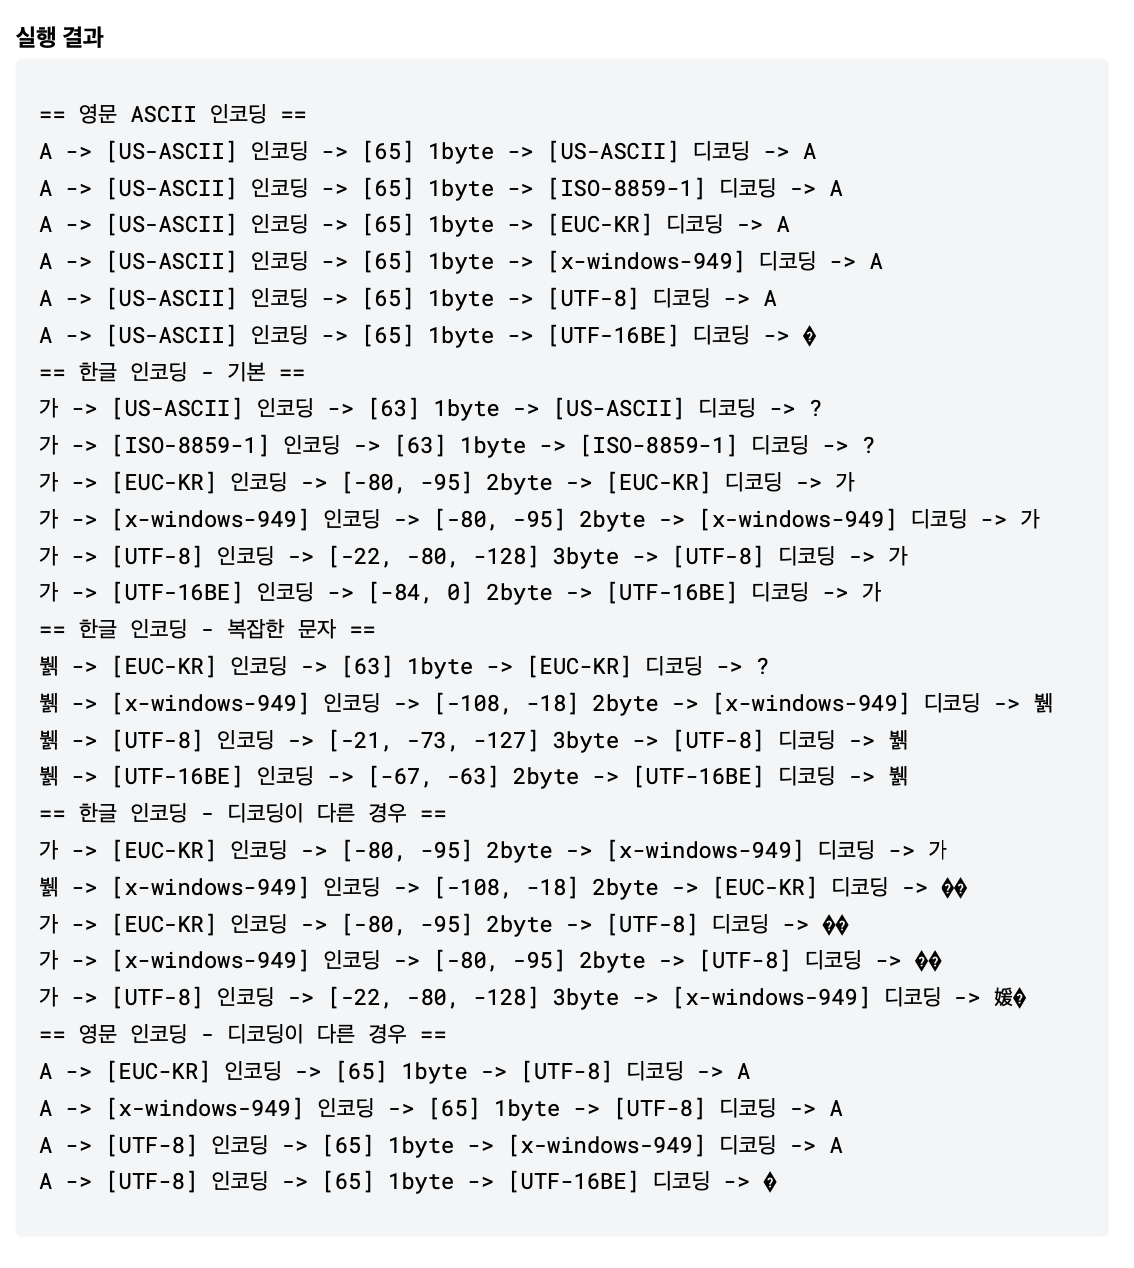 실행 결과
== 영문 ASCII 인코딩 ==
A -> [US-ASCII] 인코딩 -> [65] 1byte -> [US-ASCII] 디코딩 -> A
A -> [US-ASCII] 인코딩 -> [65] 1byte -> [ISO-8859-1] 디코딩 -> A
A -> [US-ASCII] 인코딩 -> [65] 1byte -> [EUC-KR] 디코딩 -> A
A -> [US-ASCII] 인코딩 -> [65] 1byte -> [x-windows-949] 디코딩 -> A
A -> [US-ASCII] 인코딩 -> [65] 1byte -> [UTF-8] 디코딩 -> A
A -> [US-ASCII] 인코딩 -> [65] 1byte -> [UTF-16BE] 디코딩 -> �
== 한글 인코딩 - 기본 ==
가 -> [US-ASCII] 인코딩 -> [63] 1byte -> [US-ASCII] 디코딩 -> ?
가 -> [ISO-8859-1] 인코딩 -> [63] 1byte -> [ISO-8859-1] 디코딩 -> ?
가 -> [EUC-KR] 인코딩 -> [-80, -95] 2byte -> [EUC-KR] 디코딩 -> 가
가 -> [x-windows-949] 인코딩 -> [-80, -95] 2byte -> [x-windows-949] 디코딩 -> 가
가 -> [UTF-8] 인코딩 -> [-22, -80, -128] 3byte -> [UTF-8] 디코딩 -> 가
가 -> [UTF-16BE] 인코딩 -> [-84, 0] 2byte -> [UTF-16BE] 디코딩 -> 가
== 한글 인코딩 - 복잡한 문자 ==
뷁 -> [EUC-KR] 인코딩 -> [63] 1byte -> [EUC-KR] 디코딩 -> ?
뷁 -> [x-windows-949] 인코딩 -> [-108, -18] 2byte -> [x-windows-949] 디코딩 -> 뷁
뷁 -> [UTF-8] 인코딩 -> [-21, -73, -127] 3byte -> [UTF-8] 디코딩 -> 뷁
뷁 -> [UTF-16BE] 인코딩 -> [-67, -63] 2byte -> [UTF-16BE] 디코딩 -> 뷁
== 한글 인코딩 - 디코딩이 다른 경우 ==
가 -> [EUC-KR] 인코딩 -> [-80, -95] 2byte -> [x-windows-949] 디코딩 -> 가
뷁 -> [x-windows-949] 인코딩 -> [-108, -18] 2byte -> [EUC-KR] 디코딩 -> ��
가 -> [EUC-KR] 인코딩 -> [-80, -95] 2byte -> [UTF-8] 디코딩 -> ��
가 -> [x-windows-949] 인코딩 -> [-80, -95] 2byte -> [UTF-8] 디코딩 -> ��
가 -> [UTF-8] 인코딩 -> [-22, -80, -128] 3byte -> [x-windows-949] 디코딩 -> 媛�
== 영문 인코딩 - 디코딩이 다른 경우 ==
A -> [EUC-KR] 인코딩 -> [65] 1byte -> [UTF-8] 디코딩 -> A
A -> [x-windows-949] 인코딩 -> [65] 1byte -> [UTF-8] 디코딩 -> A
A -> [UTF-8] 인코딩 -> [65] 1byte -> [x-windows-949] 디코딩 -> A
A -> [UTF-8] 인코딩 -> [65] 1byte -> [UTF-16BE] 디코딩 -> �